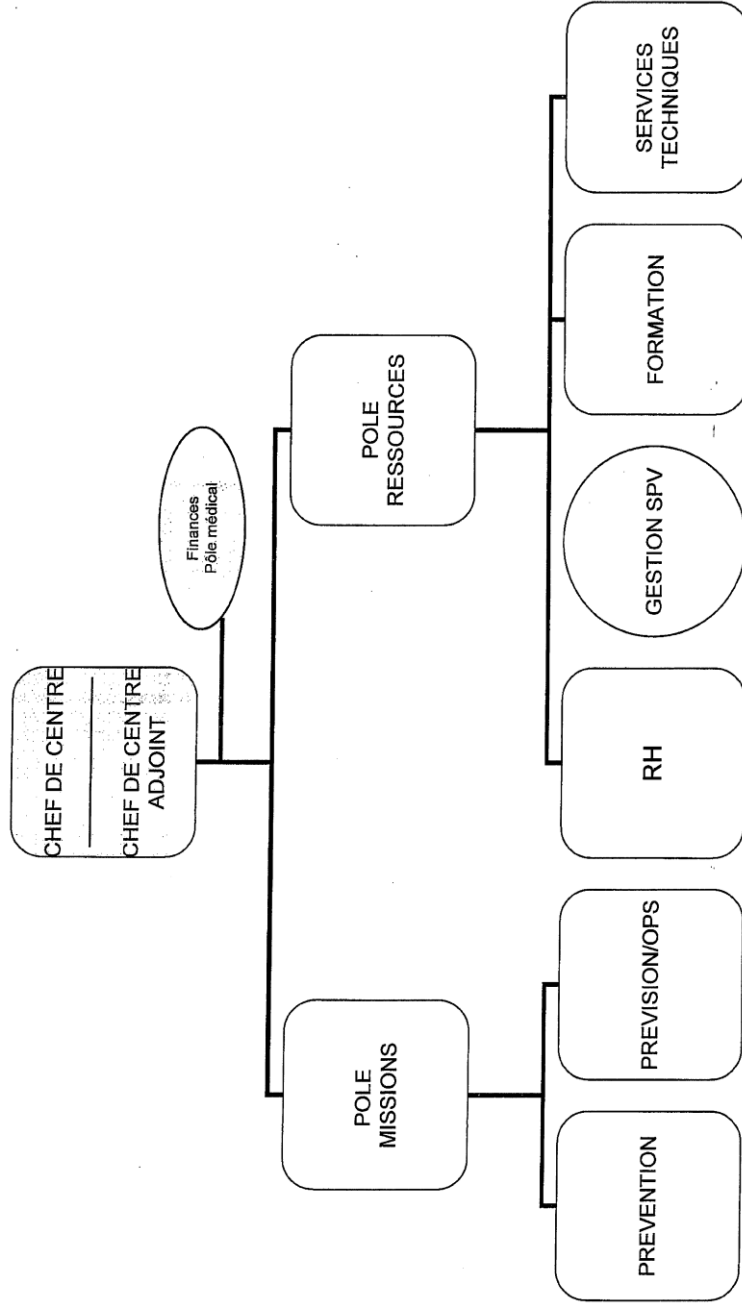 CHEF DE CENTRE
CHEF DE CENTRE
ADJOINT
Finances
Pôle médical
POLE
MISSIONS
POLE
RESSOURCES
PREVENTION
PREVISION/OPS
RH
GESTION SPV
FORMATION
SERVICES
TECHNIQUES